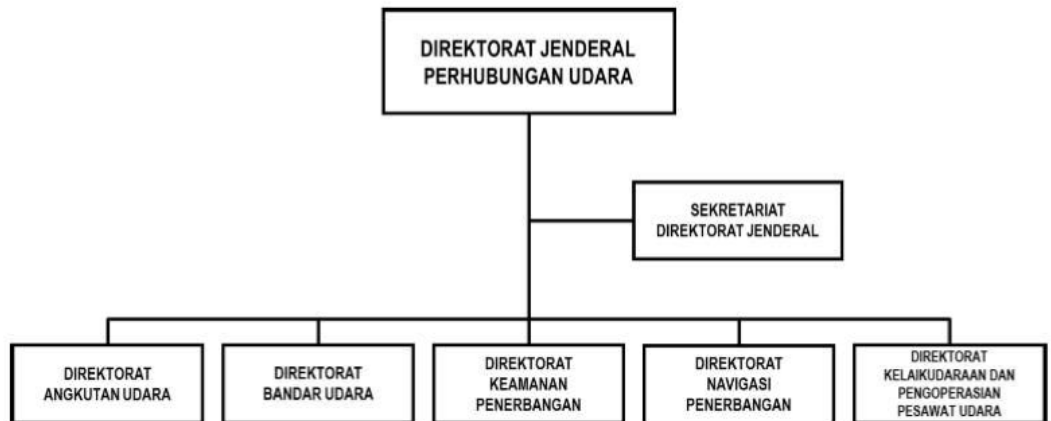 DIREKTORAT JENDERAL
PERHUBUNGAN UDARA
SEKRETARIAT
DIREKTORAT JENDERAL
DIREKTORAT
ANGKUTAN UDARA
DIREKTORAT
BANDAR UDARA
DIREKTORAT
KEAMANAN
PENERBANGAN
DIREKTORAT
NAVIGASI
PENERBANGAN
DIREKTORAT
KELAIKUDARAAN DAN
PENGOPERASIAN
PESAWAT UDARA